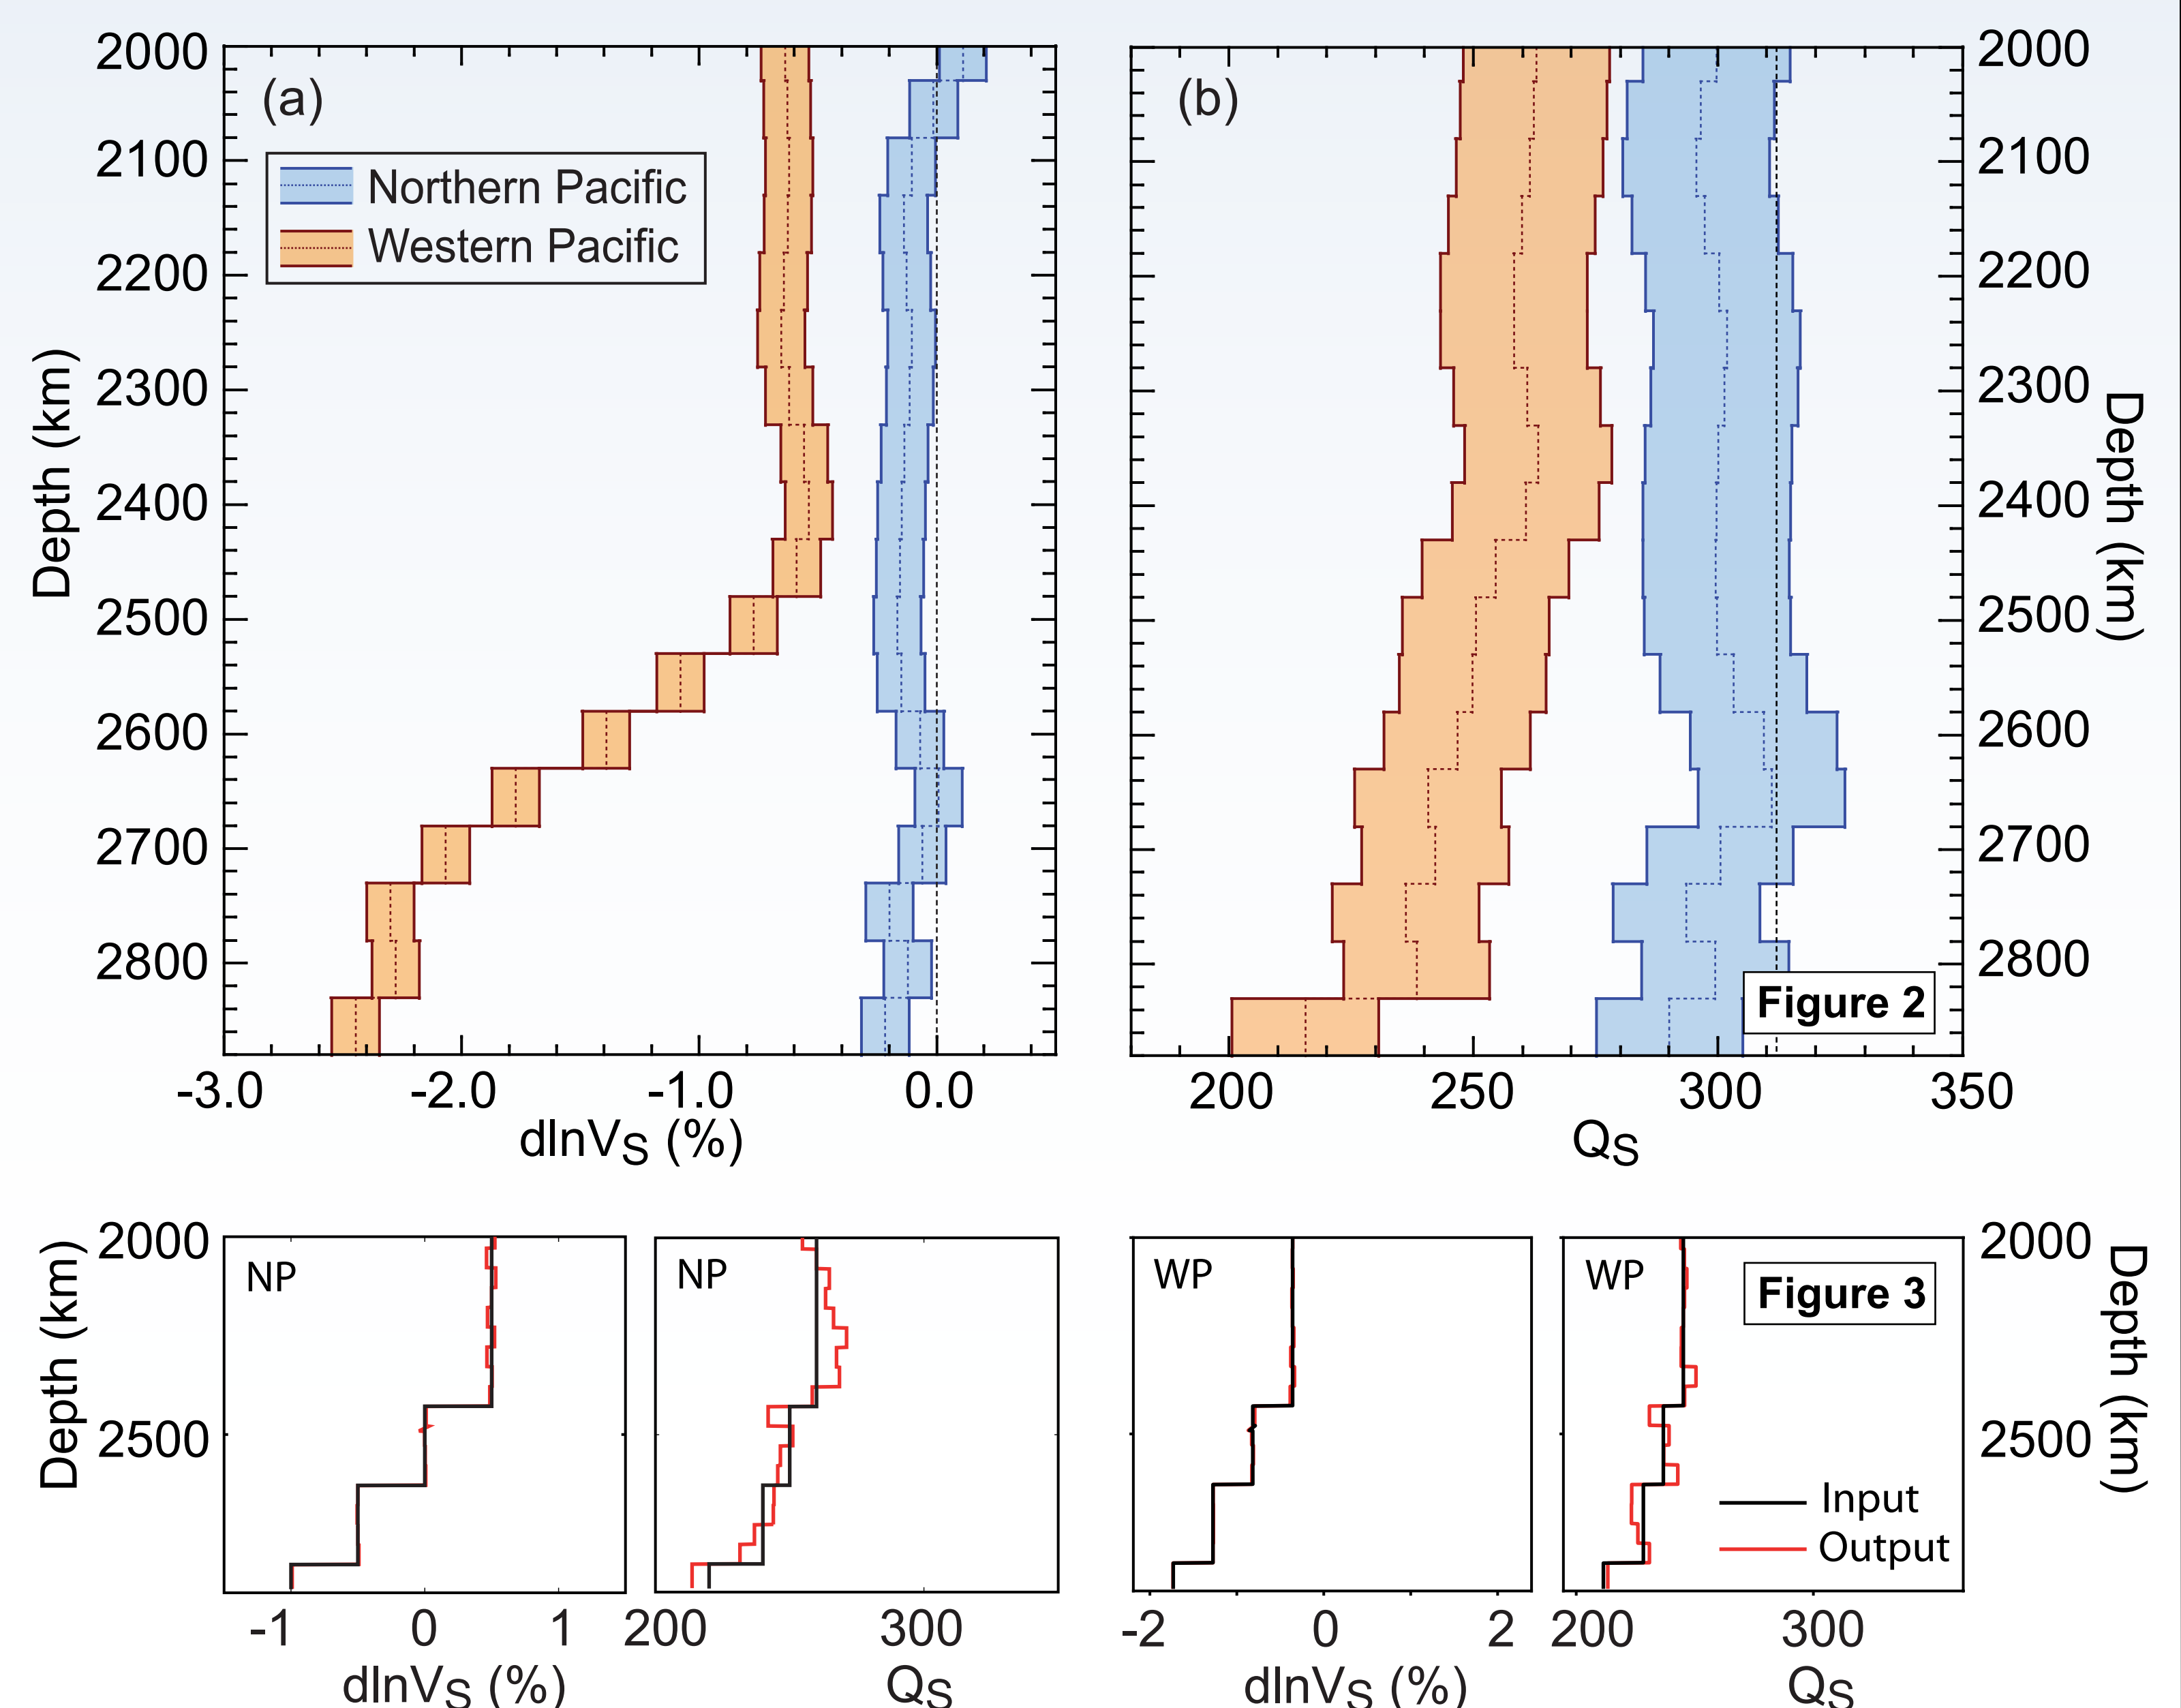 (a)
Northern Pacific
Western Pacific
2000
2100
2200
2300
2400
2500
2600
2700
2800
Depth (km)
-3.0 -2.0 -1.0 0.0
dlnVS (%)
(b)
2000
2100
2200
2300
2400
2500
2600
2700
2800
Depth (km)
Figure 2
200 250 300 350
QS
2000
2500
Depth (km)
NP
-1 0 1
dlnVS (%)
NP
200 300
QS
WP
-2 0 2
dlnVS (%)
WP
Figure 3
Input
Output
200 300
QS
2000
2500
Depth (km)